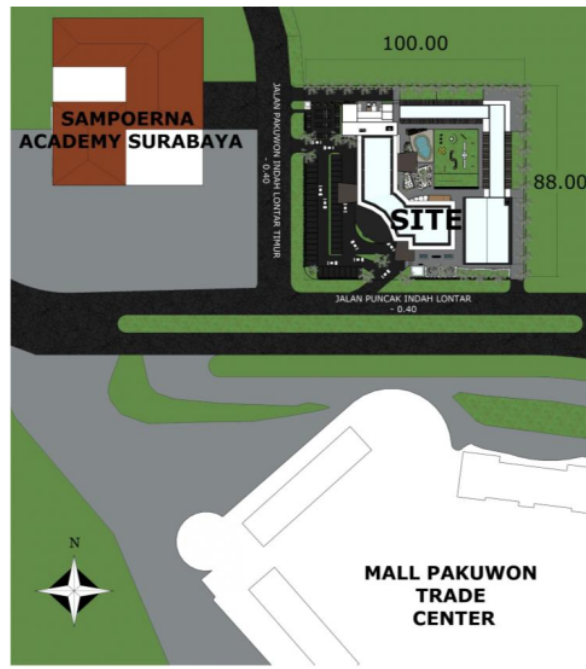 100.00
SAMPOERNA
ACADEMY SURABAYA
JALAN PAKUWON INDAH LONTAR TIMUR
- 0.40
88.00
SITE
JALAN PUNCAK INDAH LONTAR
- 0.40
N
MALL PAKUWON
TRADE
CENTER